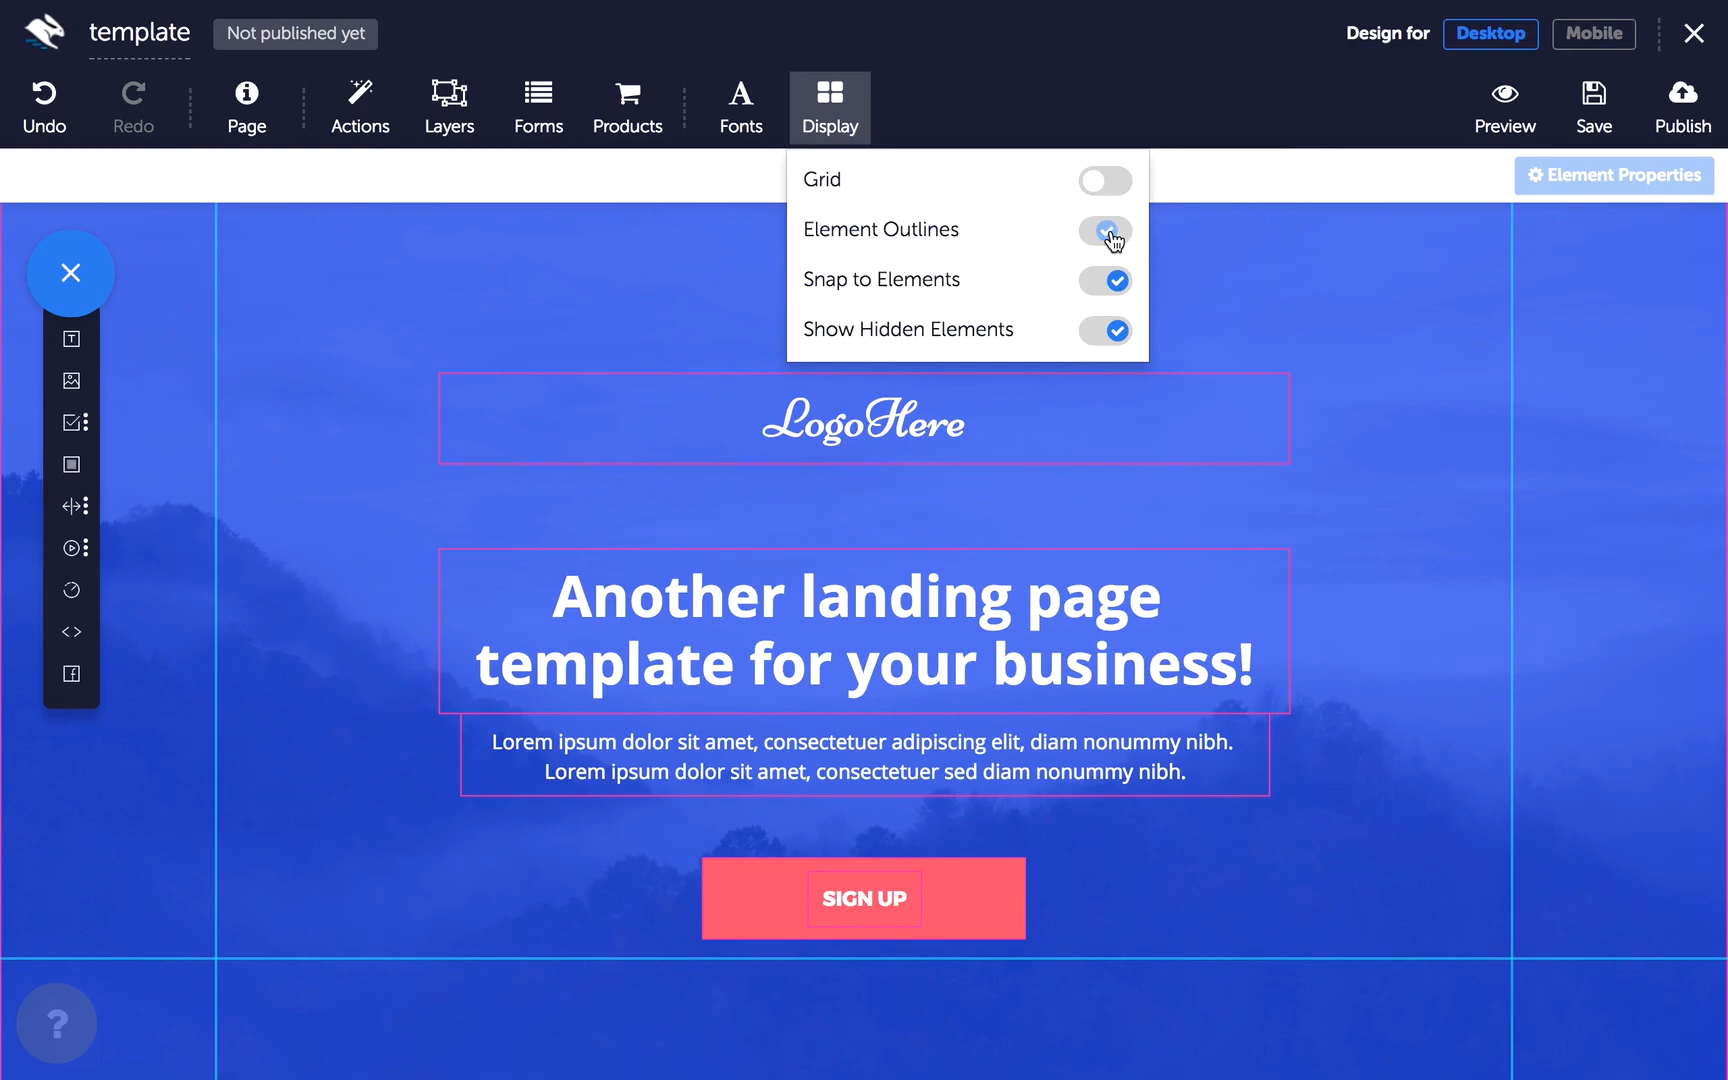 template
Not published yet
Design for
Desktop
Mobile
Undo
Redo
Page
Actions
Layers
Forms
Products
Fonts
Display
Preview
Save
Publish
Grid
Element Outlines
Snap to Elements
Show Hidden Elements
Element Properties
Logo Here
Another landing page
template for your business!
Lorem ipsum dolor sit amet, consectetuer adipiscing elit, diam nonummy nibh.
Lorem ipsum dolor sit amet, consectetuer sed diam nonummy nibh.
SIGN UP
?